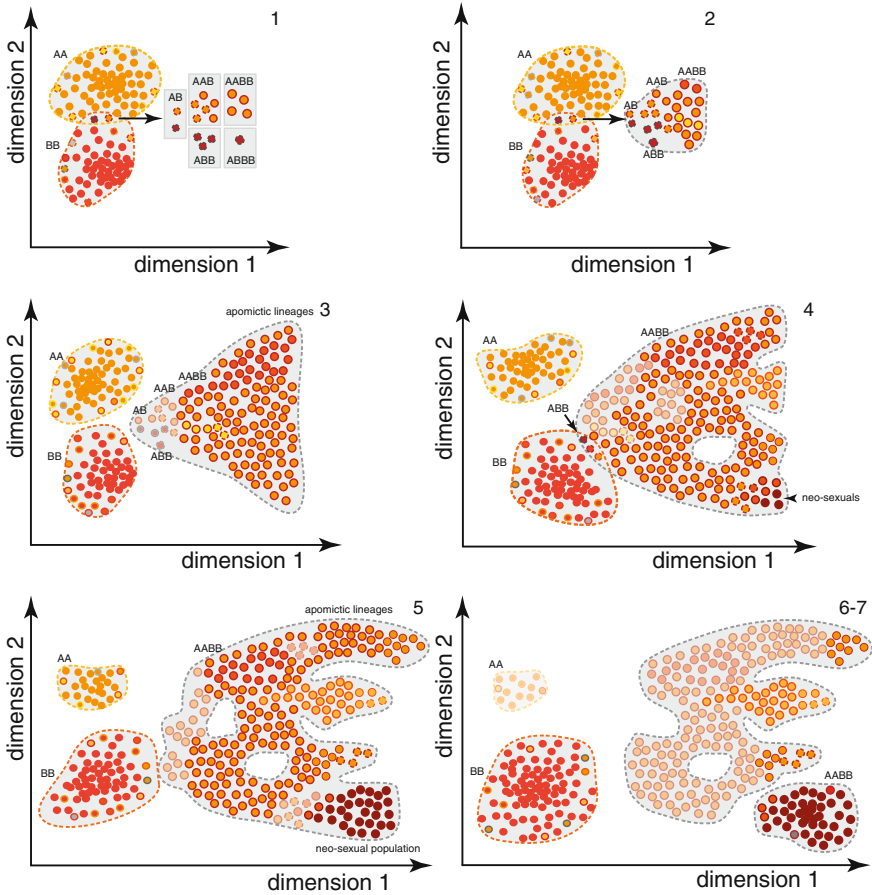 1
dimension 2
AA
AAB
AABB
AB
BB
ABB
ABBB
dimension 1
2
dimension 2
AA
AABB
AAB
AB
BB
ABB
dimension 1
3
dimension 2
apomictic lineages
AA
AABB
AAB
AB
BB
ABB
dimension 1
4
dimension 2
AA
AABB
ABB
BB
neo-sexuals
dimension 1
5
dimension 2
apomictic lineages
AA
AABB
BB
neo-sexual population
dimension 1
6-7
dimension 2
AA
BB
AABB
dimension 1